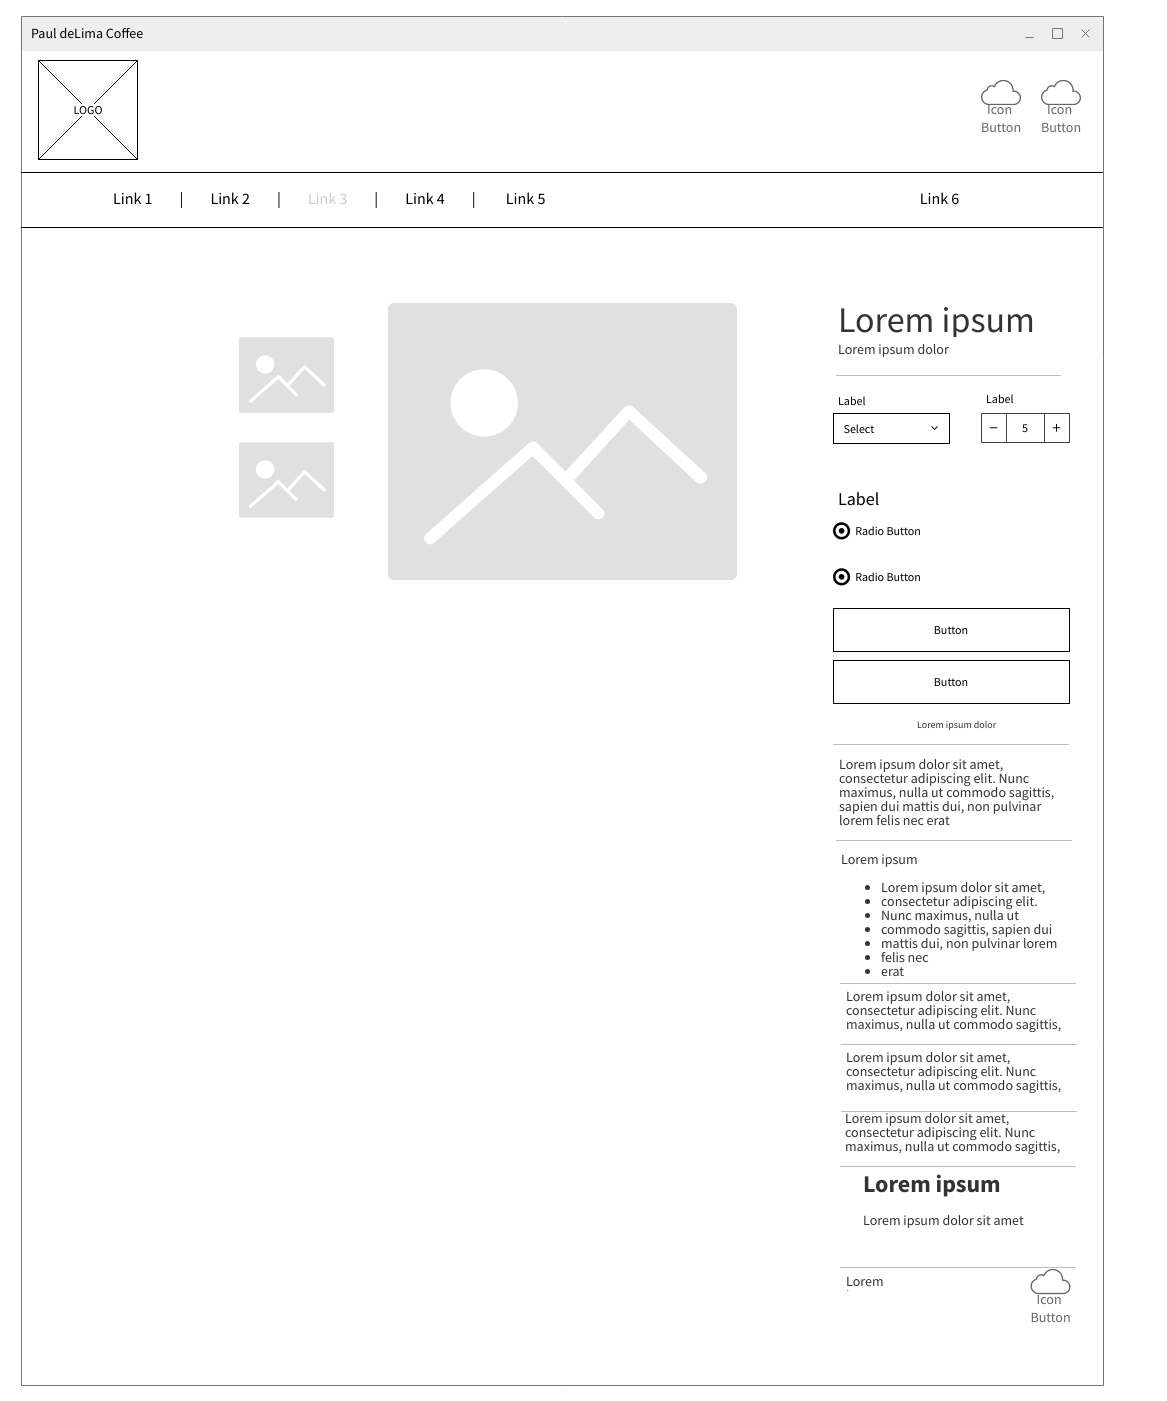 Paul deLima Coffee
LOGO
Icon Button
Icon Button
Link 1 | Link 2 | Link 3 | Link 4 | Link 5
Link 6
Lorem ipsum
Lorem ipsum dolor
Label
Label
Select
− 5 +
Label
Radio Button
Radio Button
Button
Button
Lorem ipsum dolor
Lorem ipsum dolor sit amet,
consectetur adipiscing elit. Nunc
maximus, nulla ut commodo sagittis,
sapien dui mattis dui, non pulvinar
lorem felis nec erat
Lorem ipsum
• Lorem ipsum dolor sit amet,
• consectetur adipiscing elit.
• Nunc maximus, nulla ut
• commodo sagittis, sapien dui
• mattis dui, non pulvinar lorem
• felis nec
• erat
Lorem ipsum dolor sit amet,
consectetur adipiscing elit. Nunc
maximus, nulla ut commodo sagittis,
Lorem ipsum dolor sit amet,
consectetur adipiscing elit. Nunc
maximus, nulla ut commodo sagittis,
Lorem ipsum dolor sit amet,
consectetur adipiscing elit. Nunc
maximus, nulla ut commodo sagittis,
Lorem ipsum
Lorem ipsum dolor sit amet
Lorem
Icon
Button